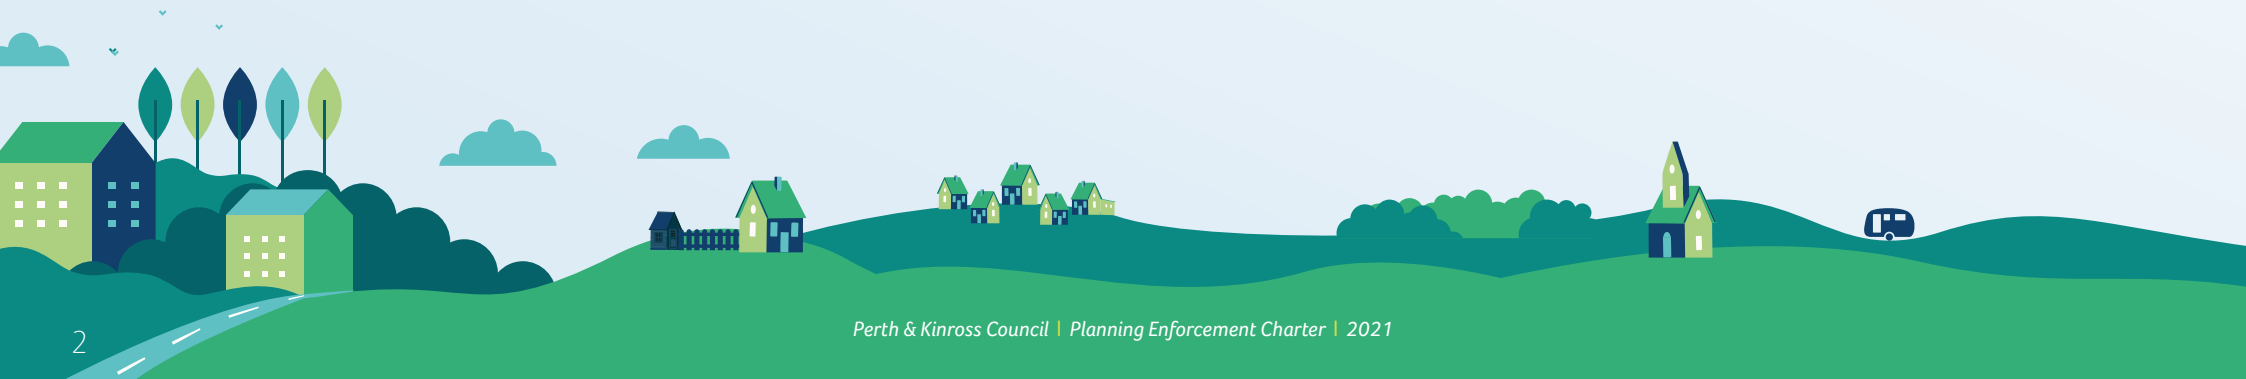 2
Perth & Kinross Council | Planning Enforcement Charter | 2021